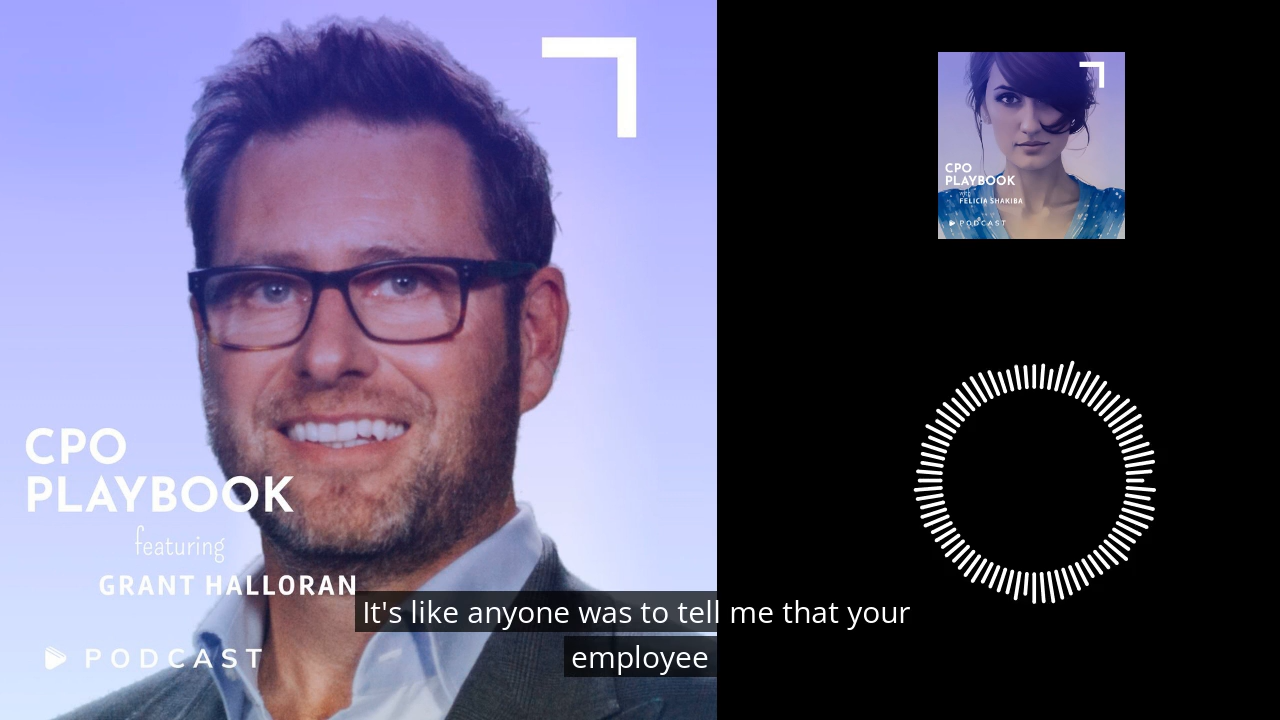 CPO
PLAYBOOK
featuring
GRANT HALLORAN
PODCAST
CPO
PLAYBOOK
with
FELICIA SHAKIBA
PODCAST
It's like anyone was to tell me that your
employee